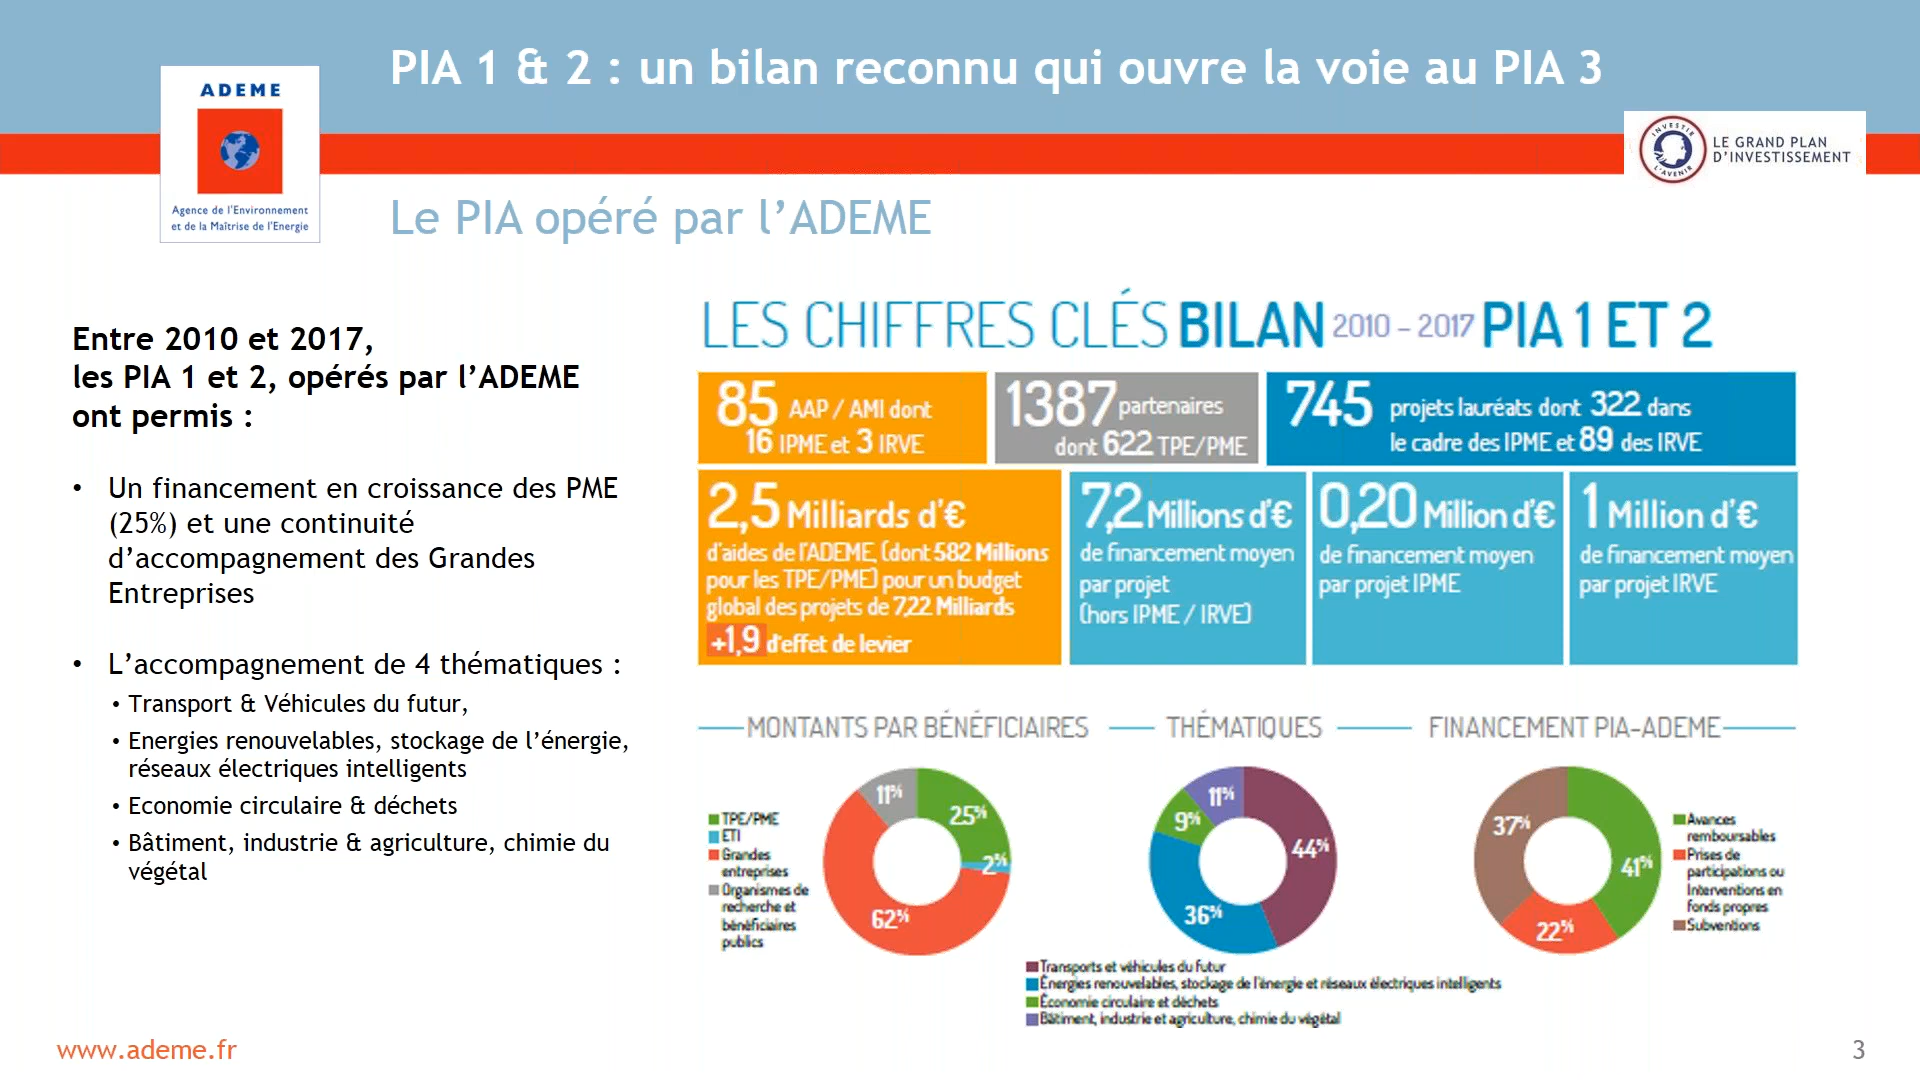 PIA 1 & 2 : un bilan reconnu qui ouvre la voie au PIA 3
ADEME
Agence de l'Environnement
et de la Maîtrise de l'Energie
INVESTIR
L'AVENIR
LE GRAND PLAN
D'INVESTISSEMENT
Le PIA opéré par l'ADEME
Entre 2010 et 2017,
les PIA 1 et 2, opérés par l'ADEME
ont permis :
• Un financement en croissance des PME
(25%) et une continuité
d'accompagnement des Grandes
Entreprises
• L'accompagnement de 4 thématiques :
• Transport & Véhicules du futur,
• Energies renouvelables, stockage de l'énergie,
réseaux électriques intelligents
• Economie circulaire & déchets
• Bâtiment, industrie & agriculture, chimie du
végétal
LES CHIFFRES CLÉS BILAN 2010 - 2017 PIA 1 ET 2
85 AAP / AMI dont
16 IPME et 3 IRVE
1387 partenaires
dont 622 TPE/PME
745 projets lauréats dont 322 dans
le cadre des IPME et 89 des IRVE
2,5 Milliards d'€
d'aides de l'ADEME, (dont 582 Millions
pour les TPE/PME) pour un budget
global des projets de 7,22 Milliards
+1,9 d'effet de levier
7,2 Millions d'€
de financement moyen
par projet
(hors IPME / IRVE)
0,20 Million d'€
de financement moyen
par projet IPME
1 Million d'€
de financement moyen
par projet IRVE
MONTANTS PAR BÉNÉFICIAIRES
TPE/PME
ETI
Grandes
entreprises
Organismes de
recherche et
bénéficiaires
publics
11%
25%
2%
62%
THÉMATIQUES
11%
9%
44%
36%
Transports et véhicules du futur
Énergies renouvelables, stockage de l'énergie et réseaux électriques intelligents
Économie circulaire et déchets
Bâtiment, industrie et agriculture, chimie du végétal
FINANCEMENT PIA-ADEME
37%
41%
22%
Avances
remboursables
Prises de
participations ou
Interventions en
fonds propres
Subventions
www.ademe.fr
3